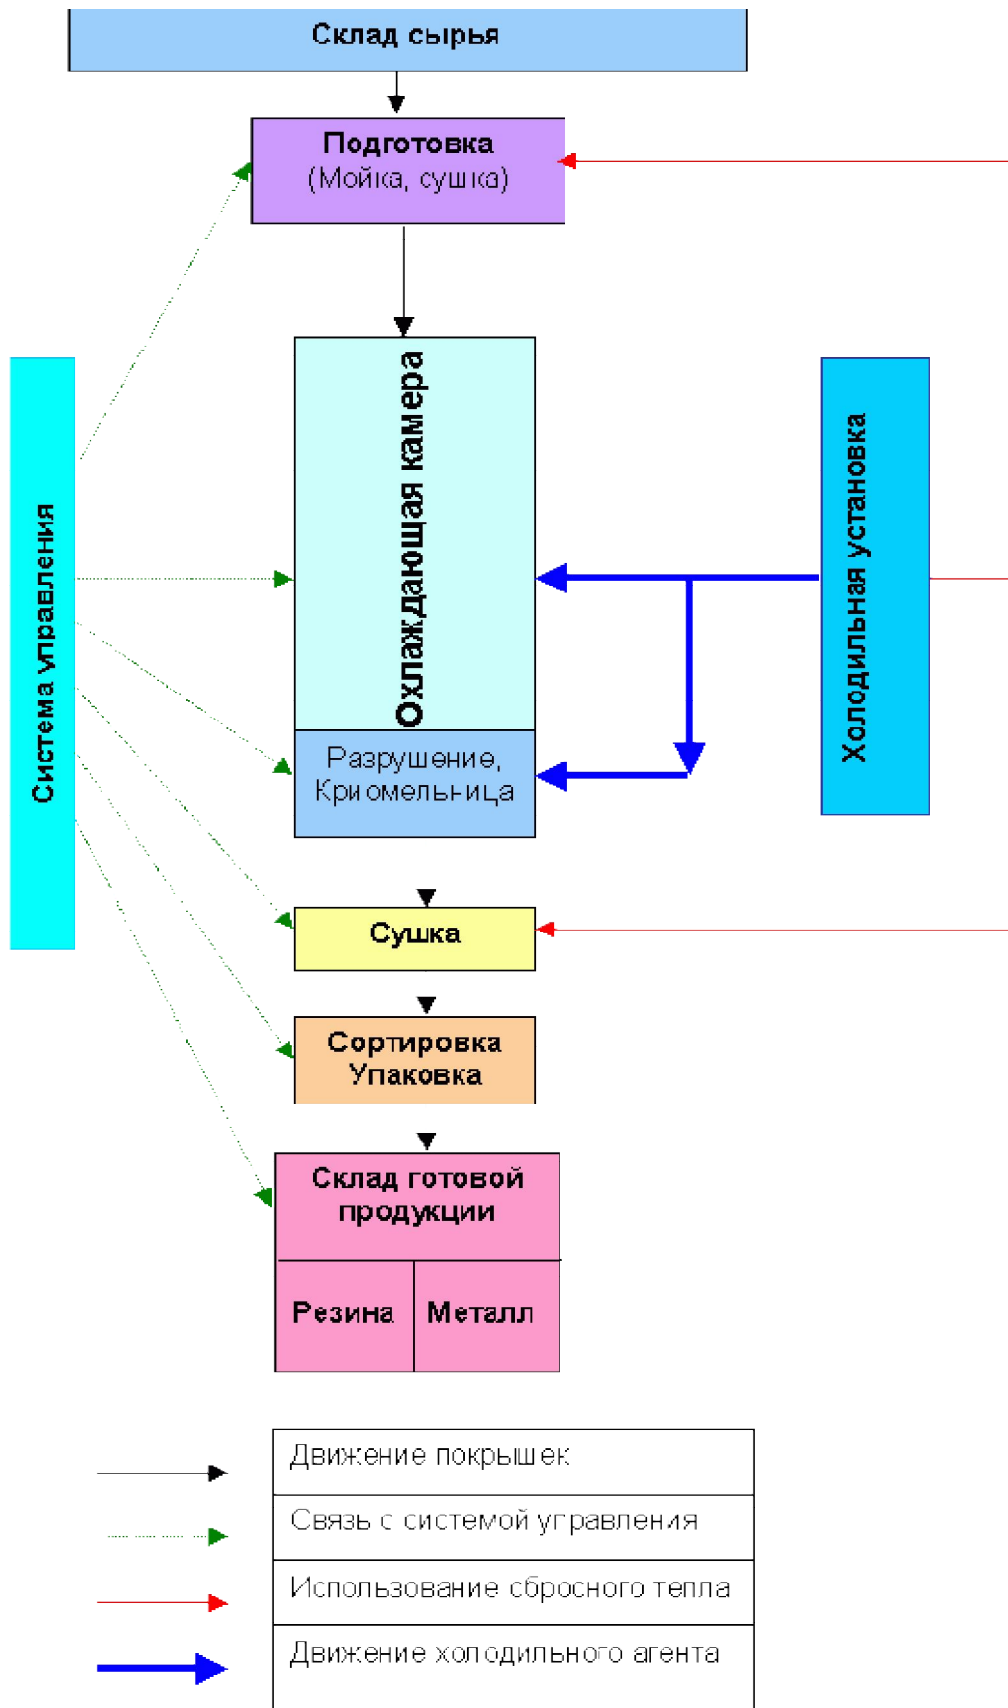 Склад сырья
Подготовка
(Мойка, сушка)
Охлаждающая камера
Холодильная установка
Система управления
Разрушение,
Криомельница
Сушка
Сортировка
Упаковка
Склад готовой
продукции
Резина
Металл
Движение покрышек
Связь с системой управления
Использование сбросного тепла
Движение холодильного агента